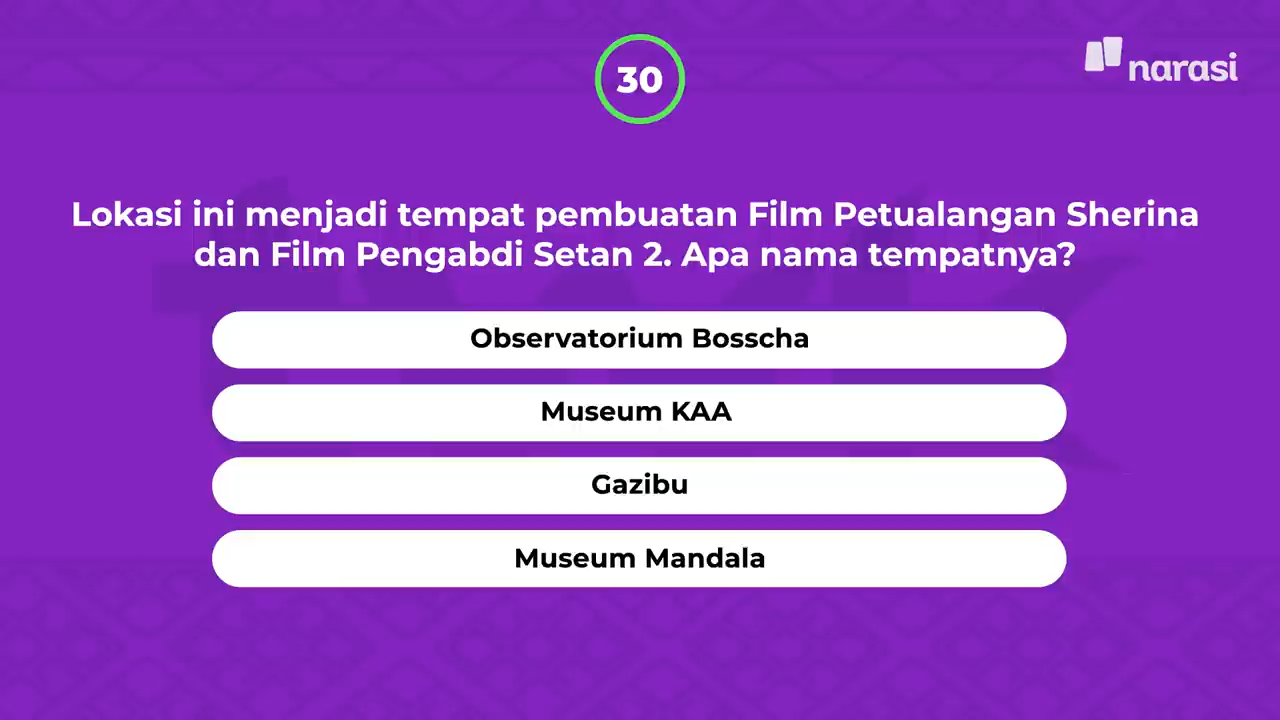 30
narasi
Lokasi ini menjadi tempat pembuatan Film Petualangan Sherina
dan Film Pengabdi Setan 2. Apa nama tempatnya?
Observatorium Bosscha
Museum KAA
Gazibu
Museum Mandala